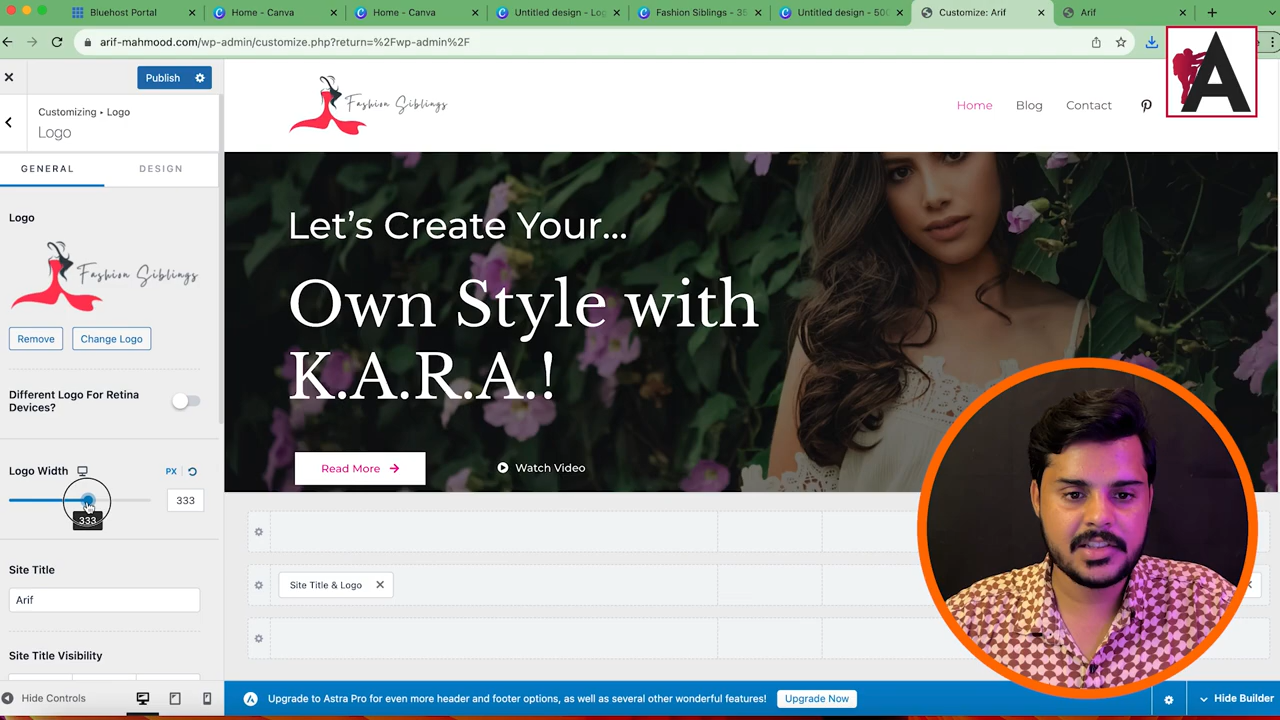 Bluehost Portal
Home - Canva
Home - Canva
Untitled design - Lo
Fashion Siblings - 35
Untitled design - 500
Customize: Arif
Arif
arif-mahmood.com/wp-admin/customize.php?return=%2Fwp-admin%2F
A
Publish
Customizing • Logo
Logo
GENERAL
DESIGN
Logo
Fashion Siblings
Remove
Change Logo
Different Logo For Retina
Devices?
Logo Width
PX
333
333
Site Title
Arif
Site Title Visibility
Hide Controls
Fashion Siblings
Home
Blog
Contact
Let's Create Your...
Own Style with
K.A.R.A.!
Read More
Watch Video
Site Title & Logo
Upgrade to Astra Pro for even more header and footer options, as well as several other wonderful features!
Upgrade Now
Hide Builder